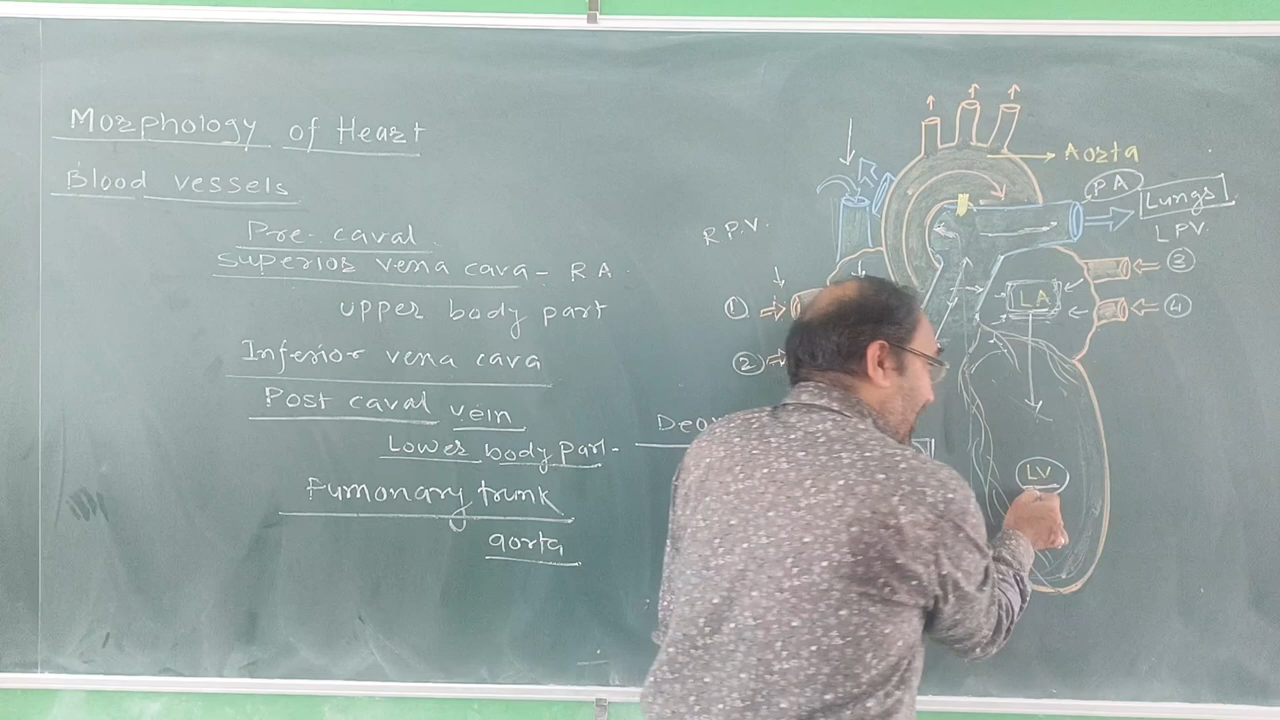 Morphology of Heart
Blood vessels
Pre-caval
superior vena cava - RA
upper body part
Inferior vena cava
Post caval vein
Lower body part-
Pumonary trunk
aorta
Aorta
PA
Lungs
R.P.V.
LPV
1
2
3
4
LA
LV